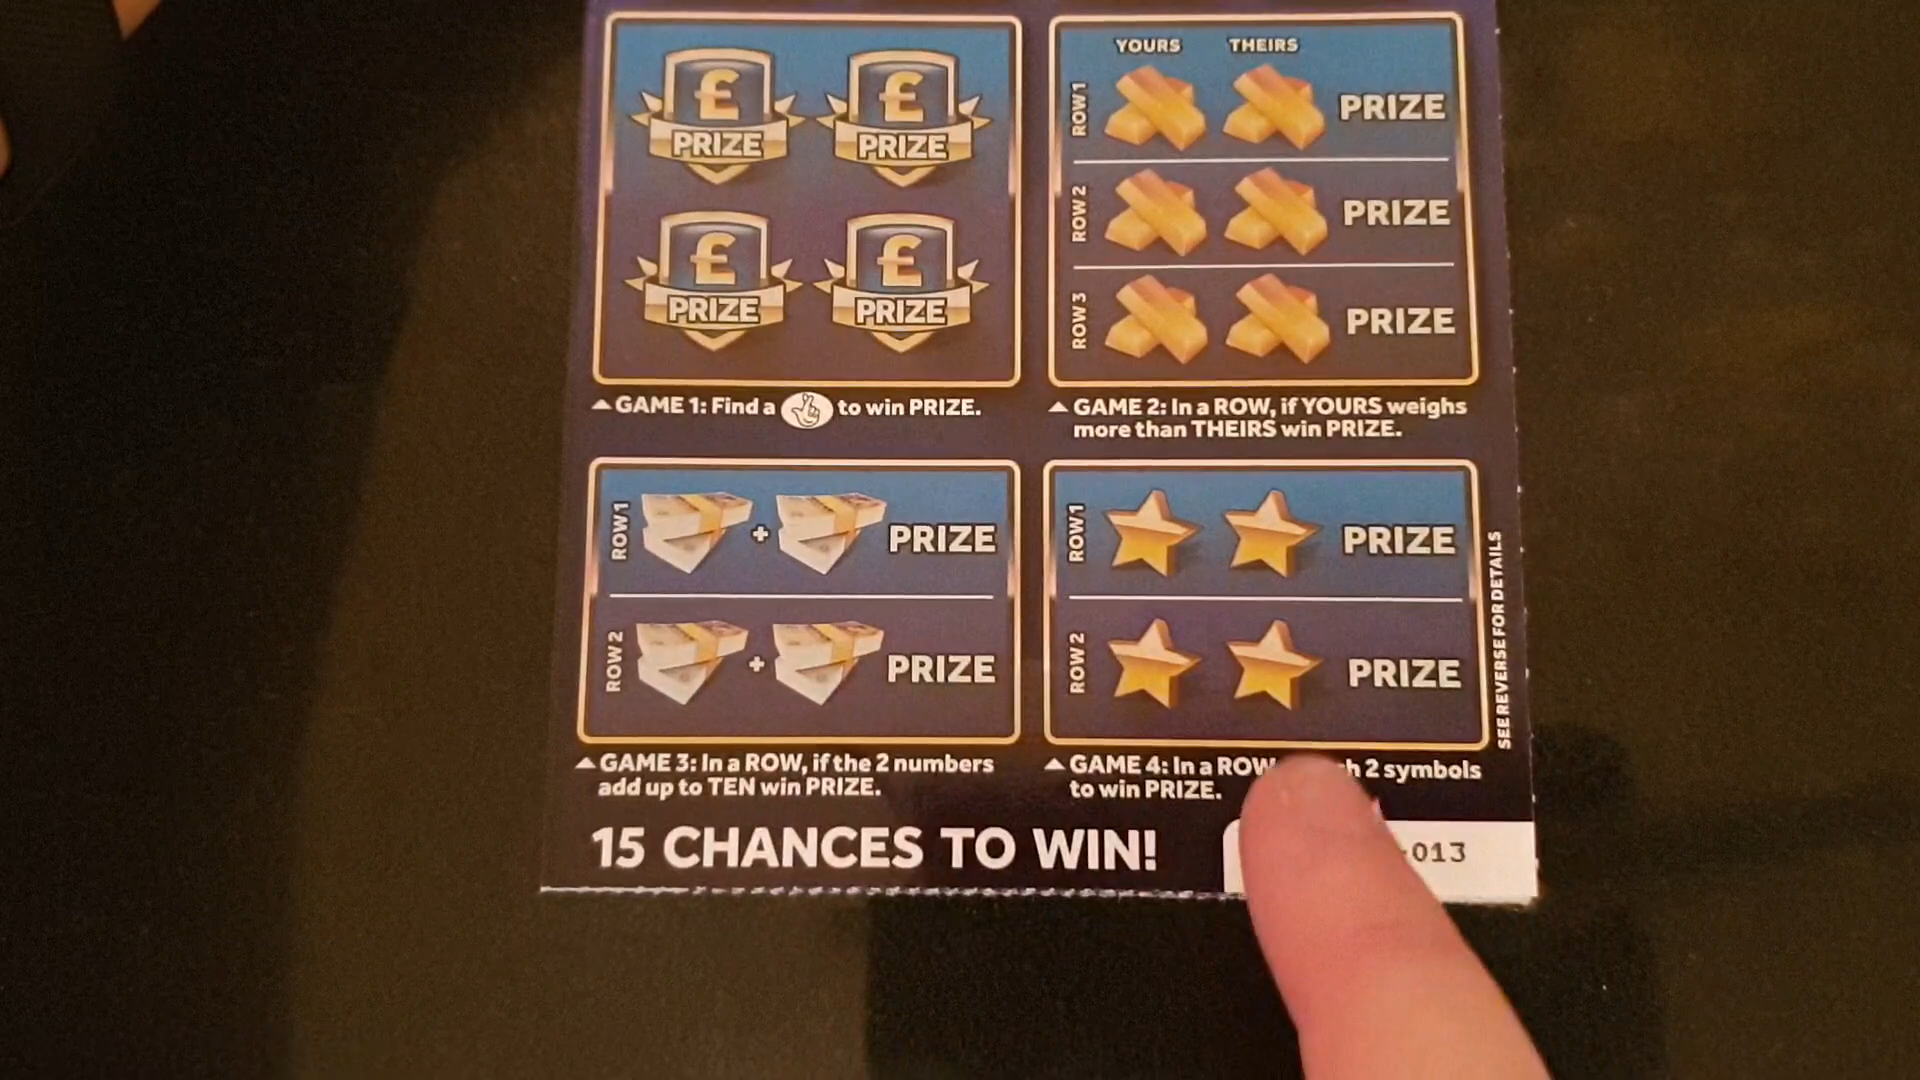 £ £
PRIZE PRIZE
£ £
PRIZE PRIZE
GAME 1: Find a to win PRIZE.
YOURS THEIRS
ROW 1 PRIZE
ROW 2 PRIZE
ROW 3 PRIZE
GAME 2: In a ROW, if YOURS weighs
more than THEIRS win PRIZE.
ROW 1 + PRIZE
ROW 2 + PRIZE
GAME 3: In a ROW, if the 2 numbers
add up to TEN win PRIZE.
ROW 1 PRIZE
ROW 2 PRIZE
GAME 4: In a ROW 2 symbols
to win PRIZE.
SEE REVERSE FOR DETAILS
15 CHANCES TO WIN!
-013